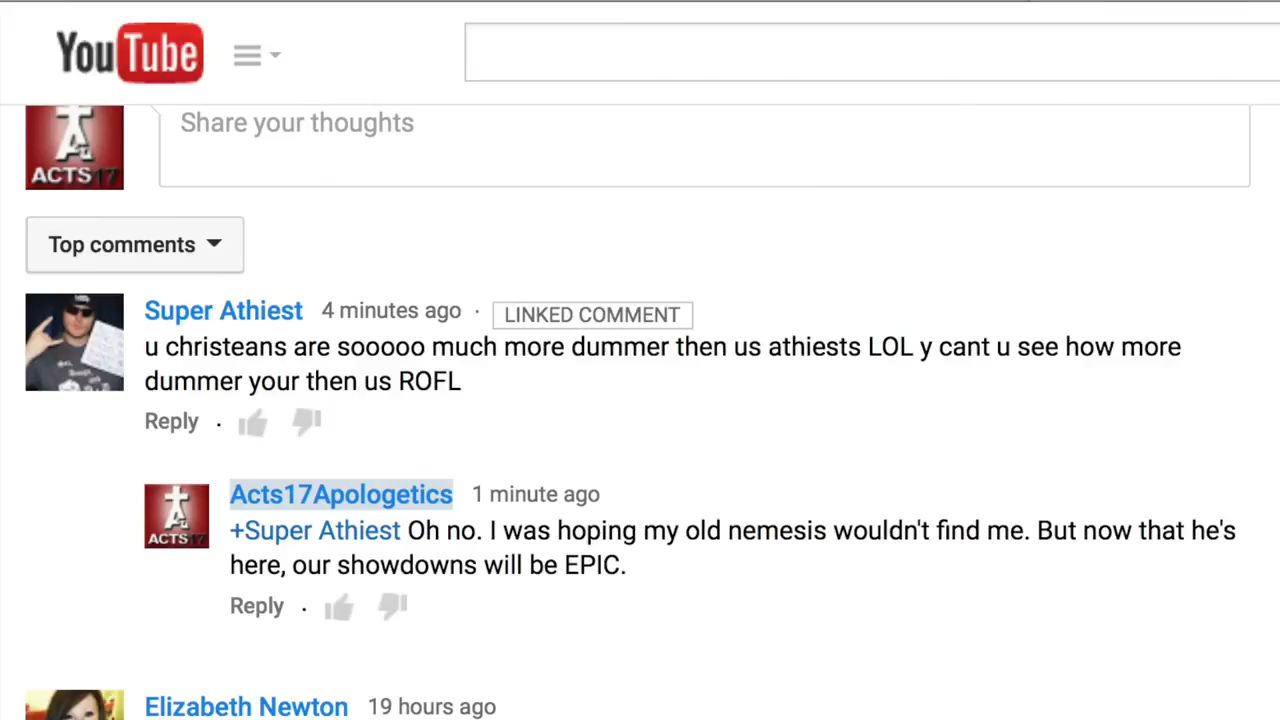 YouTube
Share your thoughts
ACTS17
Top comments
Super Athiest 4 minutes ago · LINKED COMMENT
u christeans are sooooo much more dummer then us athiests LOL y cant u see how more
dummer your then us ROFL
Reply ·
Acts17Apologetics 1 minute ago
+Super Athiest Oh no. I was hoping my old nemesis wouldn't find me. But now that he's
ACTS17
here, our showdowns will be EPIC.
Reply ·
Elizabeth Newton 19 hours ago